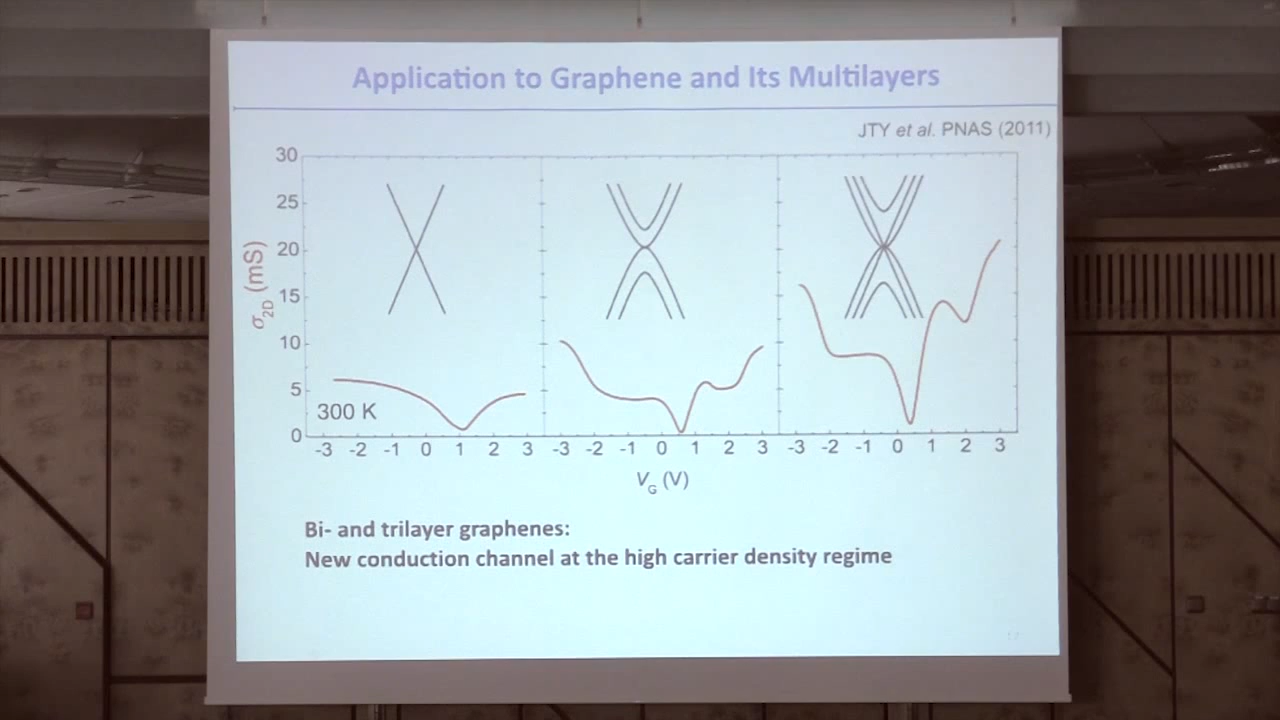 Application to Graphene and Its Multilayers
JTY et al. PNAS (2011)
30
25
20
15
10
5
0
σ2D (mS)
300 K
-3 -2 -1 0 1 2 3 -3 -2 -1 0 1 2 3 -3 -2 -1 0 1 2 3
VG (V)
Bi- and trilayer graphenes:
New conduction channel at the high carrier density regime